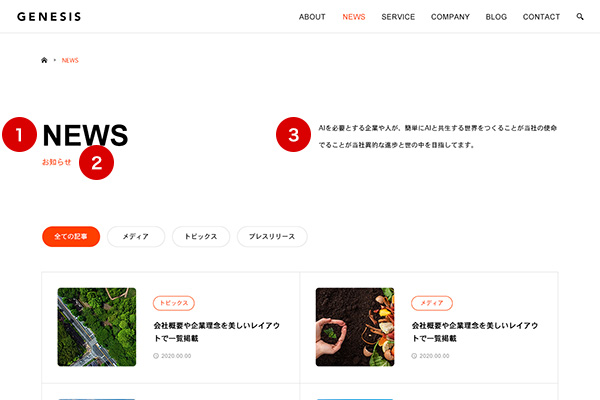 GENESIS
ABOUT NEWS SERVICE COMPANY BLOG CONTACT
NEWS
1 NEWS
お知らせ 2
3 AIを必要とする企業や人が、簡単にAIと共生する世界をつくることが当社の使命
でることが当社異的な進歩と世の中を目指してます。
全ての記事 メディア トピックス プレスリリース
トピックス
会社概要や企業理念を美しいレイアウ
トで一覧掲載
2020.00.00
メディア
会社概要や企業理念を美しいレイアウ
トで一覧掲載
2020.00.00